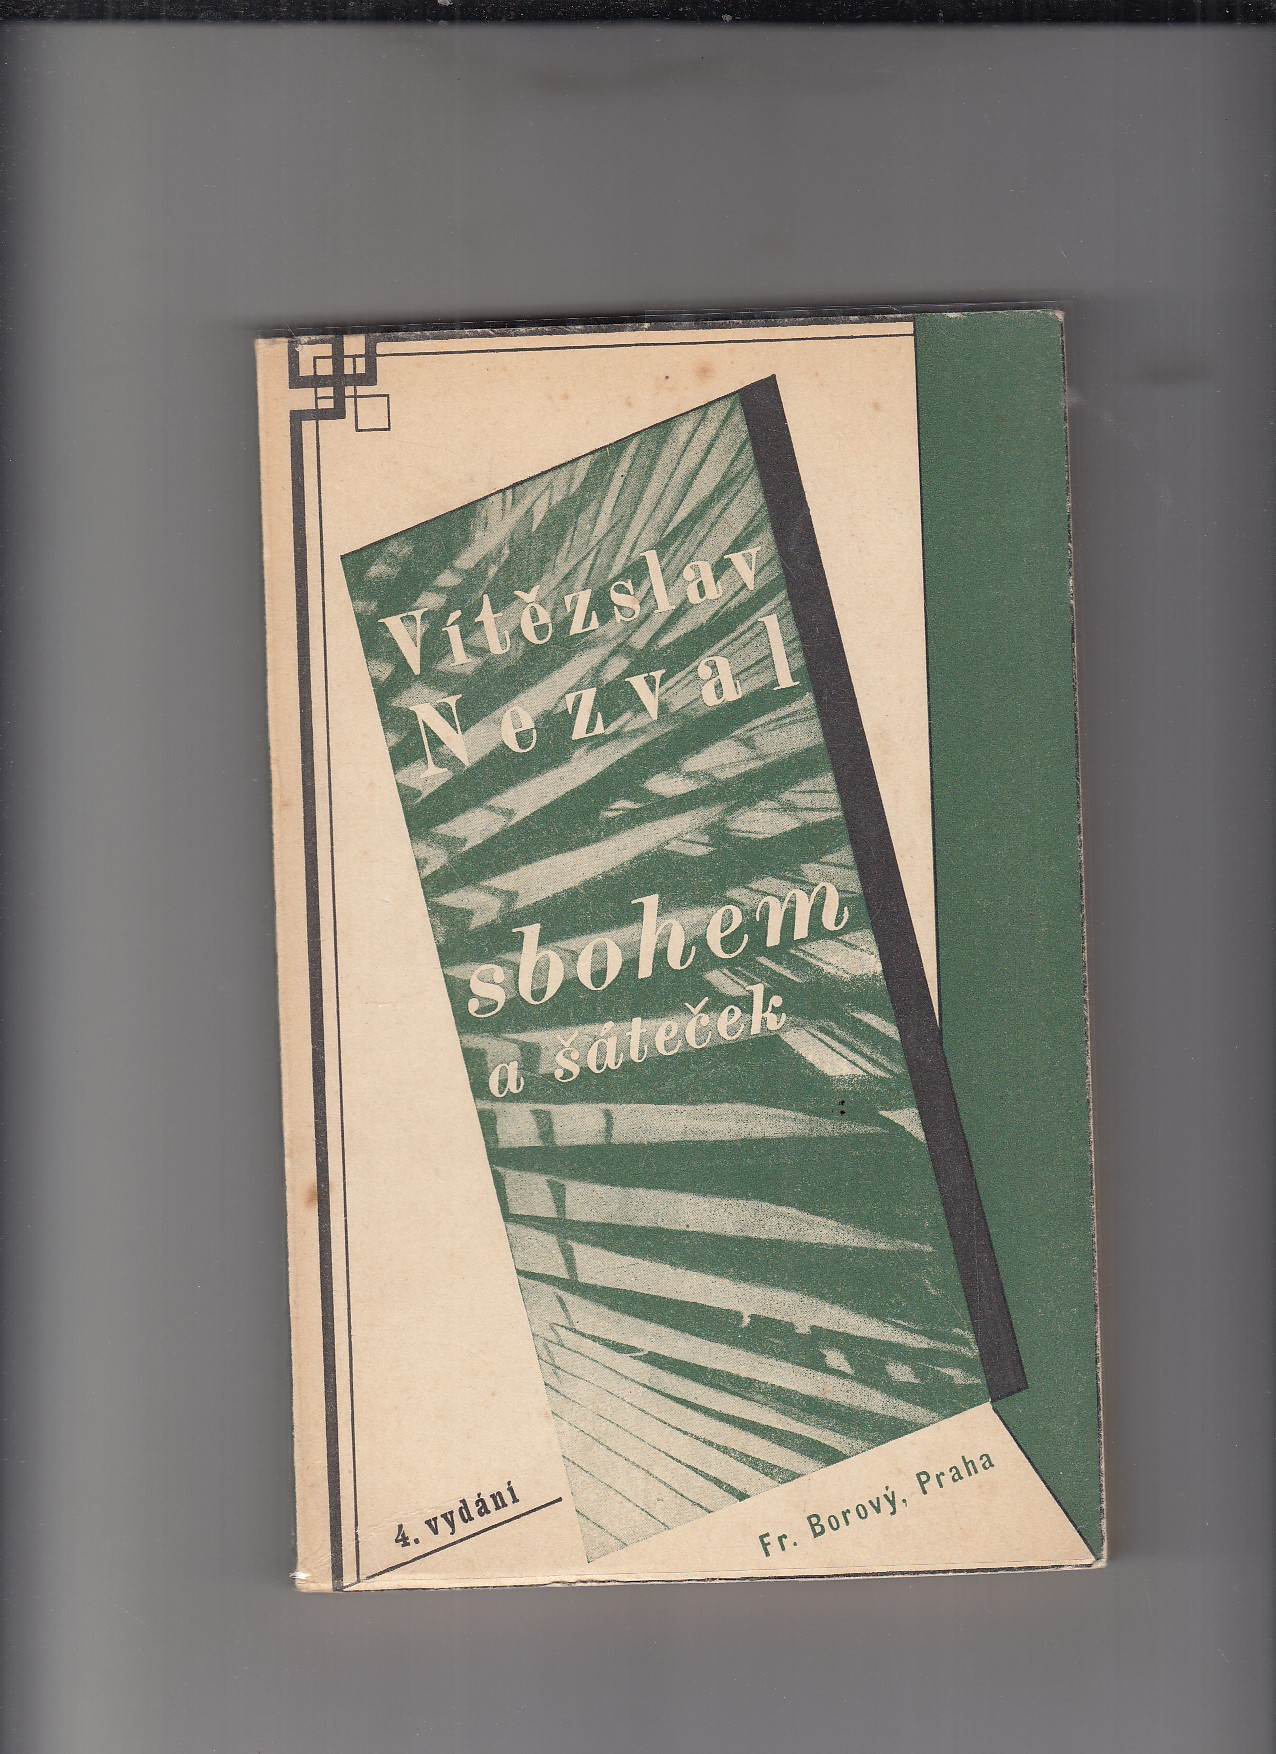 Vítězslav
Nezval
sbohem
a šáteček
4. vydání
Fr. Borový, Praha